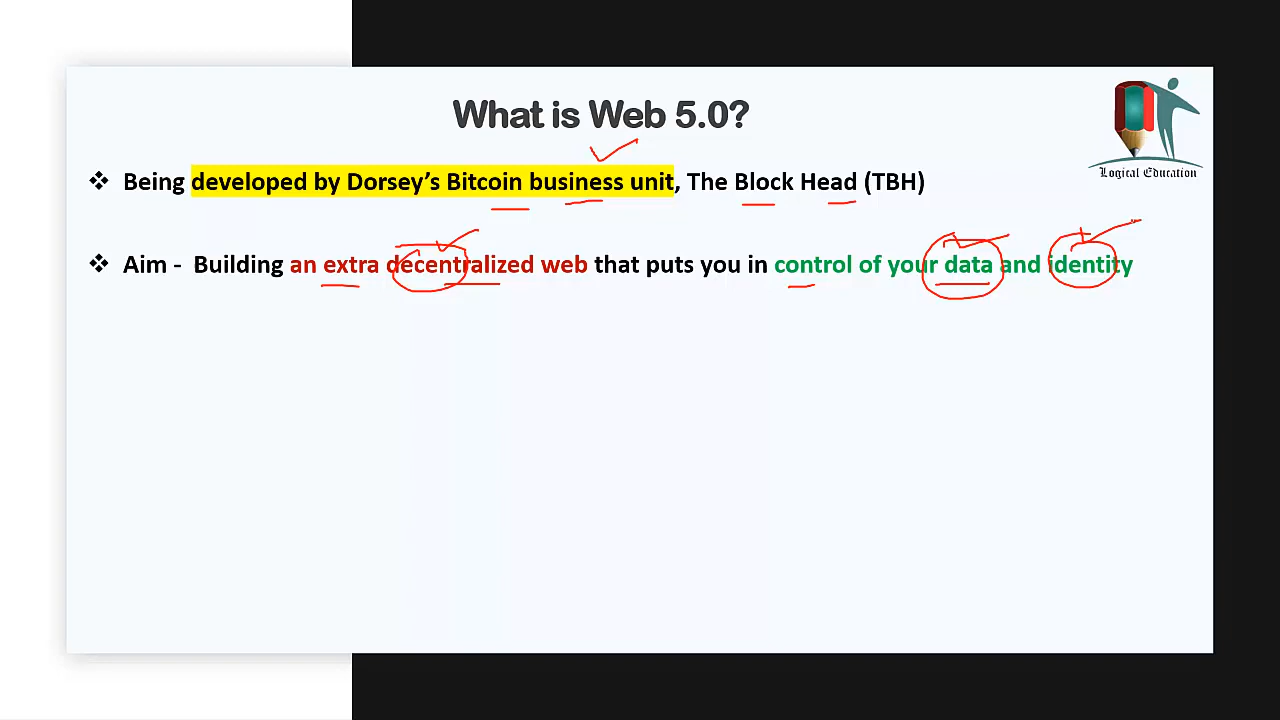 What is Web 5.0?
Logical Education
❖ Being developed by Dorsey’s Bitcoin business unit, The Block Head (TBH)
❖ Aim - Building an extra decentralized web that puts you in control of your data and identity